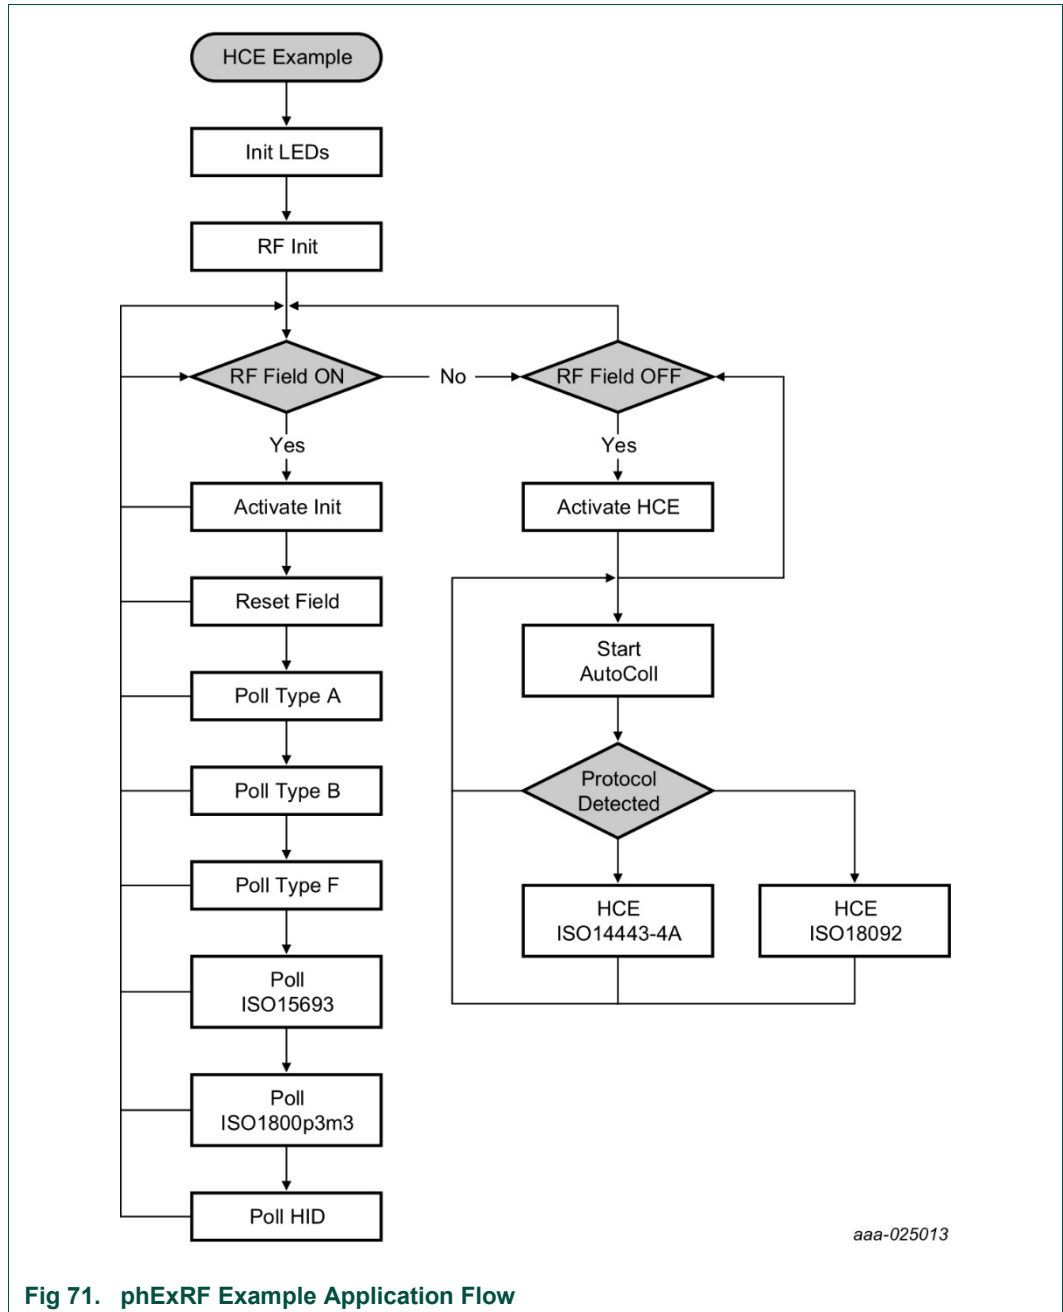 HCE Example
Init LEDs
RF Init
RF Field ON
No
RF Field OFF
Yes
Yes
Activate Init
Activate HCE
Reset Field
Start
AutoColl
Poll Type A
Poll Type B
Protocol
Detected
Poll Type F
HCE
ISO14443-4A
HCE
ISO18092
Poll
ISO15693
Poll
ISO1800p3m3
Poll HID
aaa-025013
Fig 71. phExRF Example Application Flow